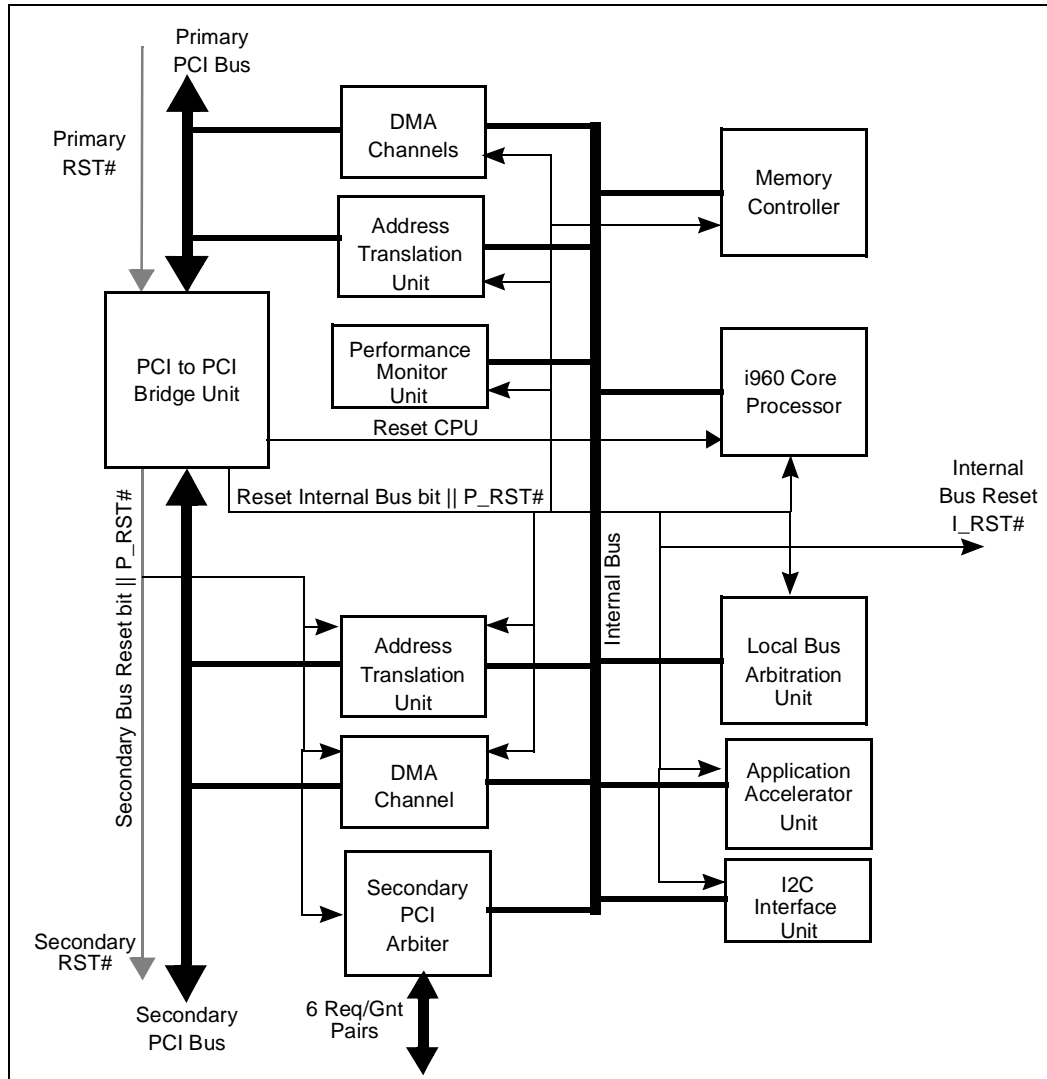 Primary
PCI Bus
Primary
RST#
DMA
Channels
Memory
Controller
Address
Translation
Unit
PCI to PCI
Bridge Unit
Performance
Monitor
Unit
i960 Core
Processor
Reset CPU
Reset Internal Bus bit || P_RST#
Internal
Bus Reset
I_RST#
Secondary Bus Reset bit || P_RST#
Internal Bus
Address
Translation
Unit
Local Bus
Arbitration
Unit
DMA
Channel
Application
Accelerator
Unit
Secondary
PCI
Arbiter
I2C
Interface
Unit
Secondary
RST#
Secondary
PCI Bus
6 Req/Gnt
Pairs